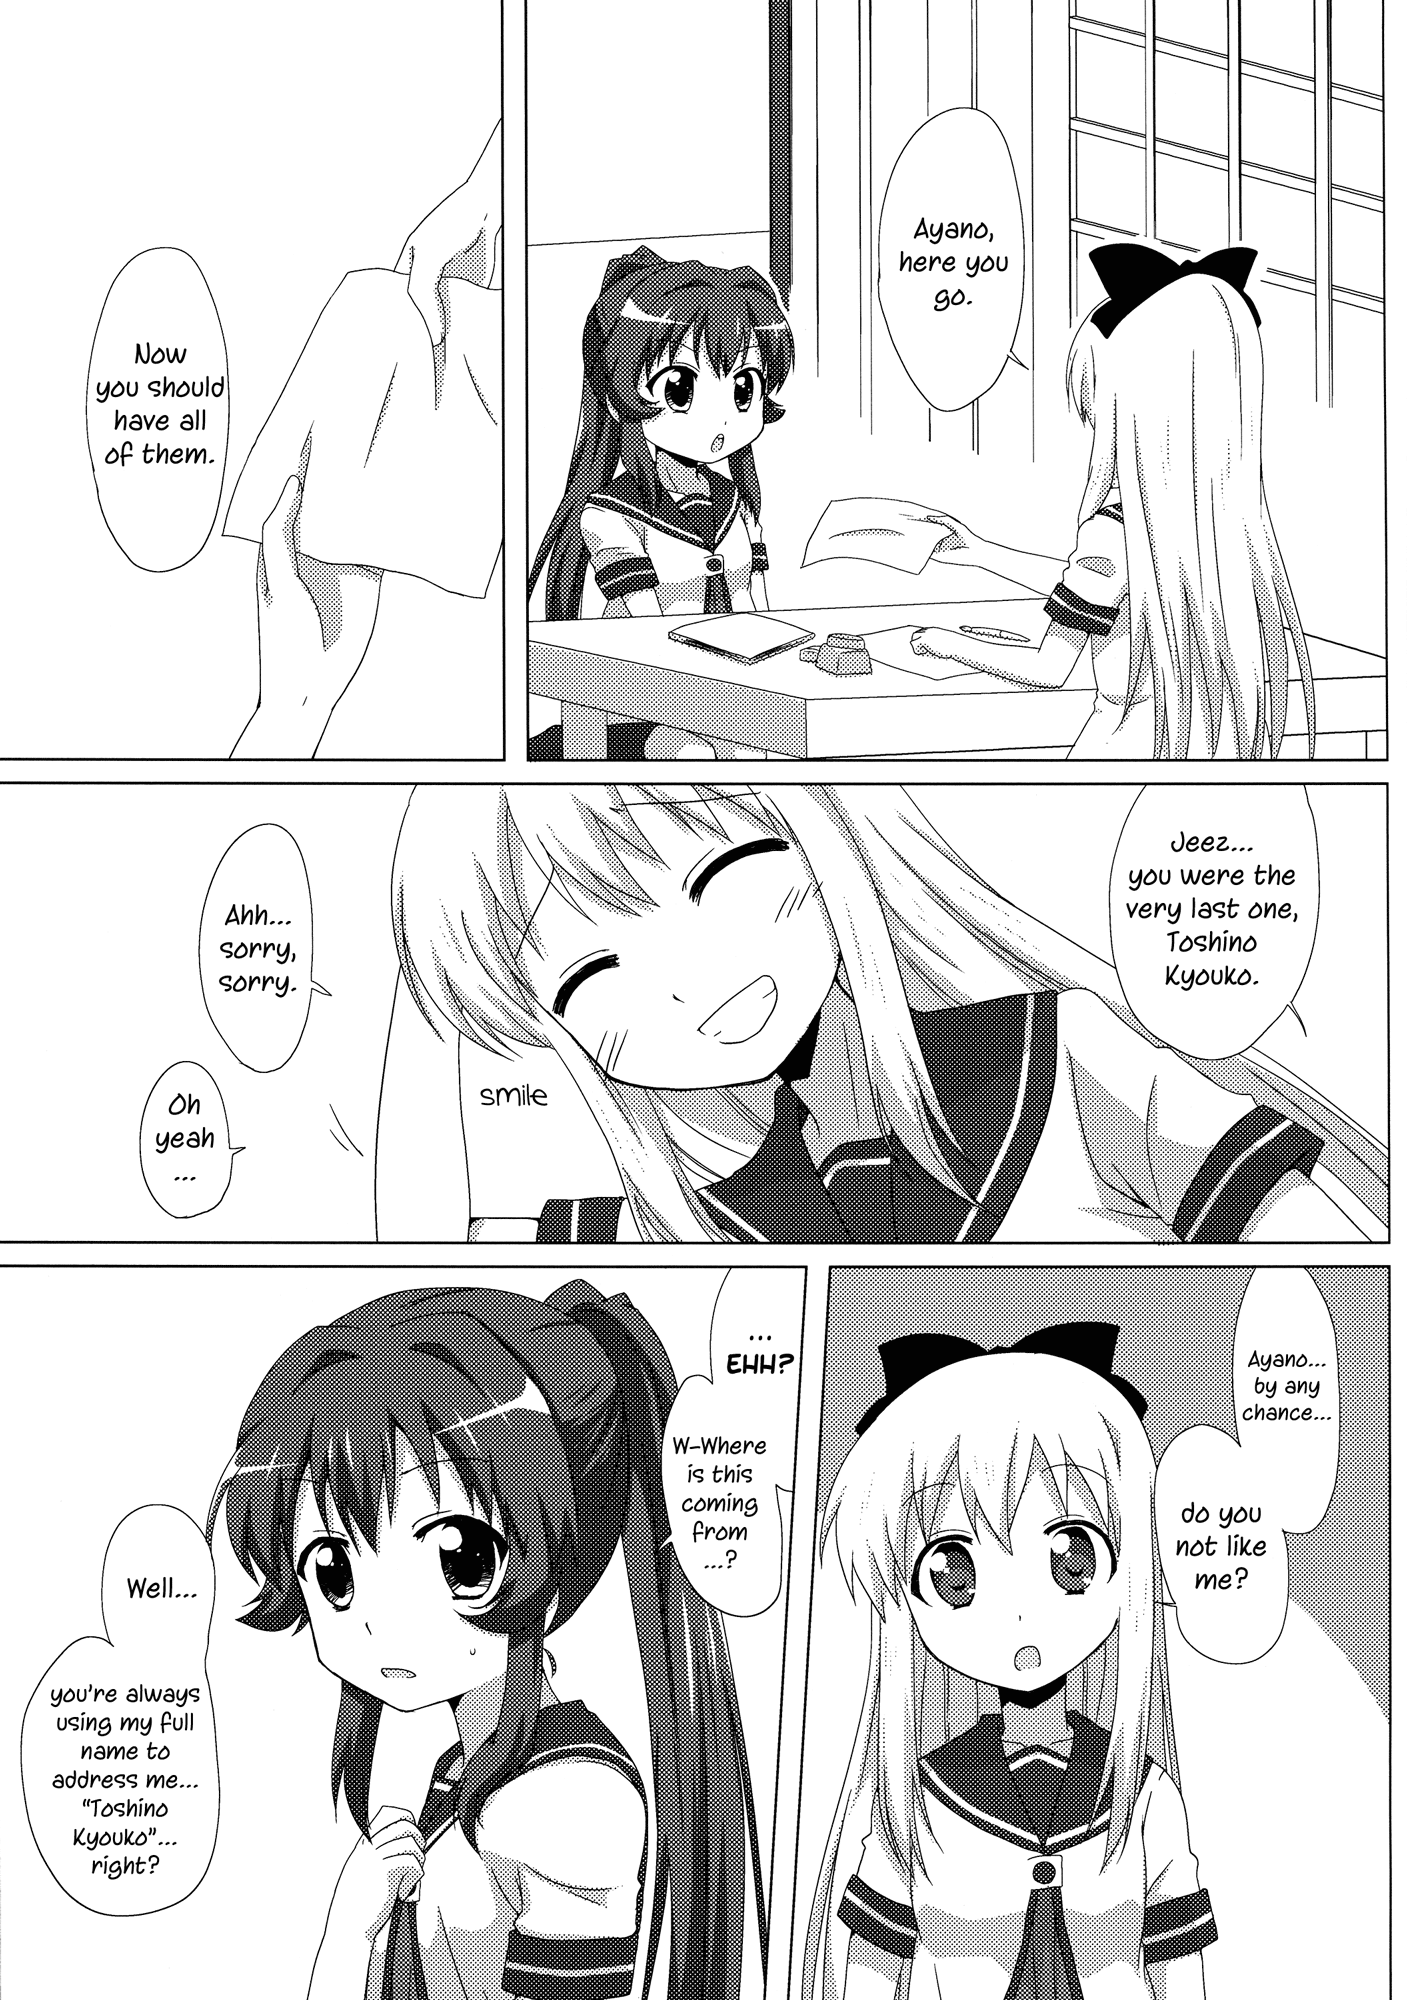 Ayano,
here you
go.
Now
you should
have all
of them.
Jeez...
you were the
very last one,
Toshino
Kyouko.
Ahh...
sorry,
sorry.
smile
Oh
yeah
...
Ayano...
by any
chance...
do you
not like
me?
...
EHH?
W-Where
is this
coming
from
...?
Well...
you're always
using my full
name to
address me...
"Toshino
Kyouko"...
right?